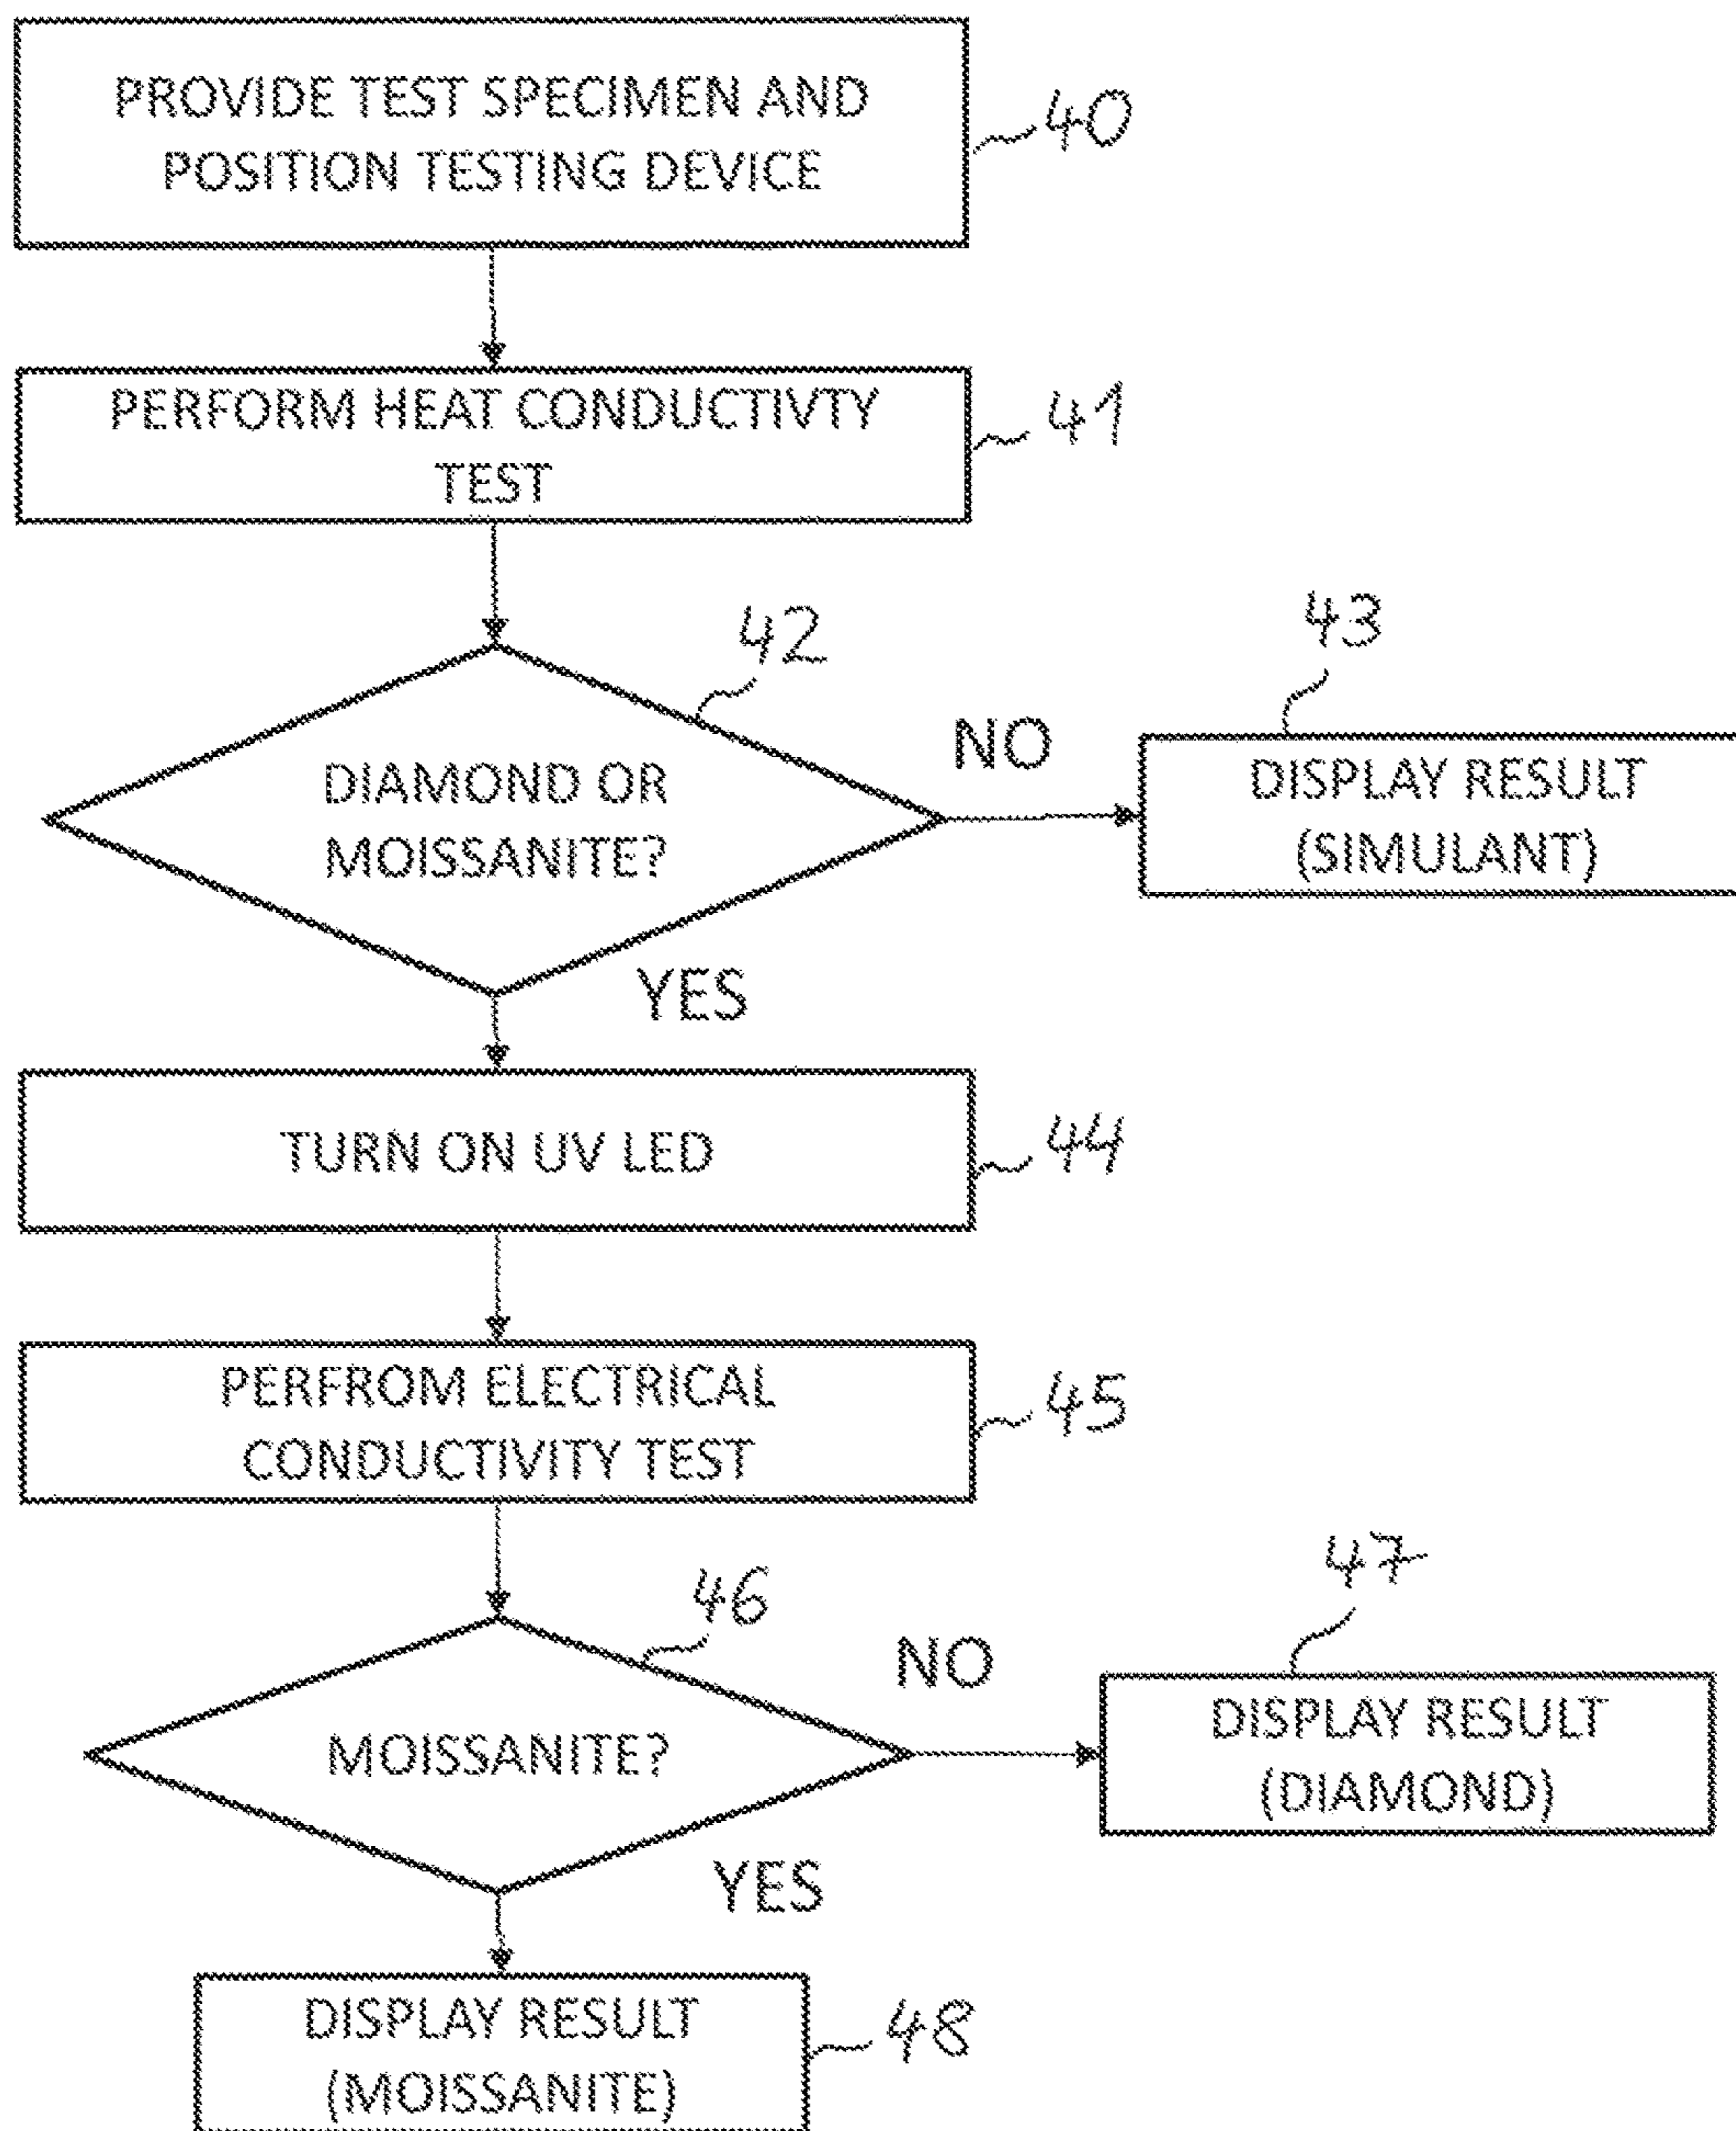 PROVIDE TEST SPECIMEN AND
POSITION TESTING DEVICE
40
PERFORM HEAT CONDUCTIVTY
TEST
41
42
DIAMOND OR
MOISSANITE?
NO
43
DISPLAY RESULT
(SIMULANT)
YES
TURN ON UV LED
44
PERFROM ELECTRICAL
CONDUCTIVITY TEST
45
46
MOISSANITE?
NO
47
DISPLAY RESULT
(DIAMOND)
YES
DISPLAY RESULT
(MOISSANITE)
48